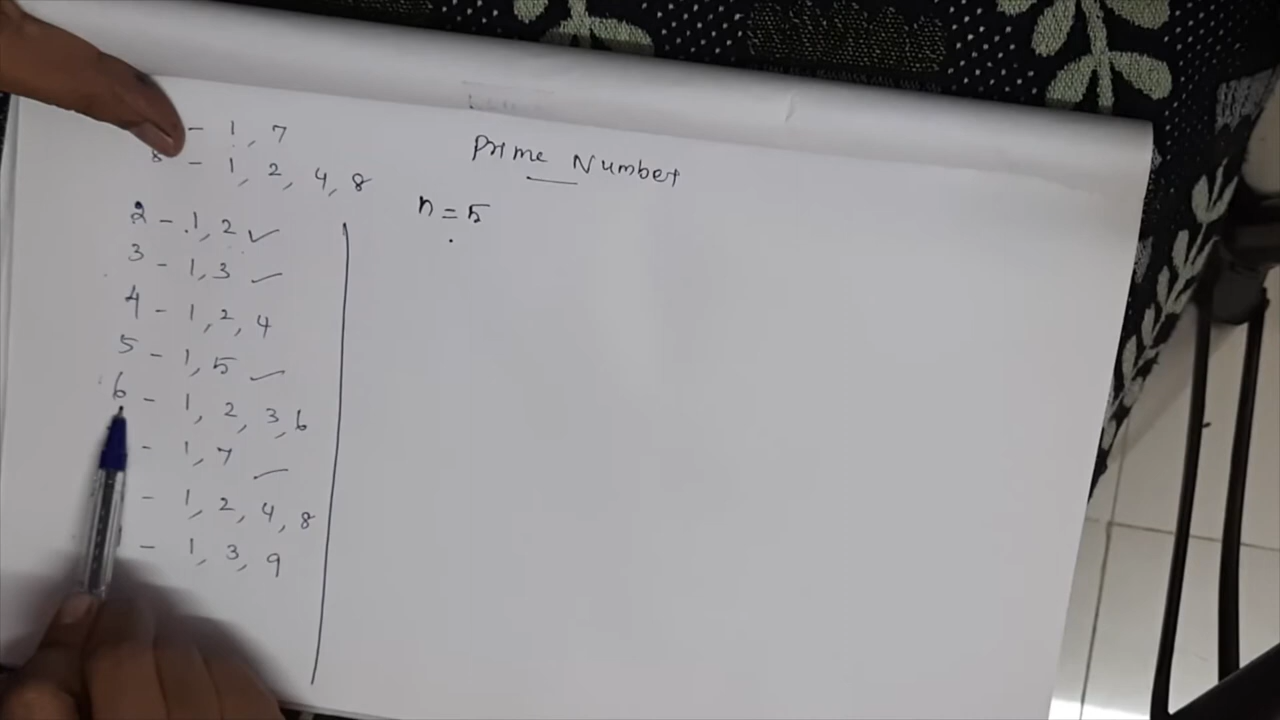 - 1, 7
8 - 1, 2, 4, 8
Prime Number
n = 5
2 - 1, 2 ✓
3 - 1, 3 ✓
4 - 1, 2, 4
5 - 1, 5 ✓
6 - 1, 2, 3, 6
- 1, 7 ✓
- 1, 2, 4, 8
- 1, 3, 9